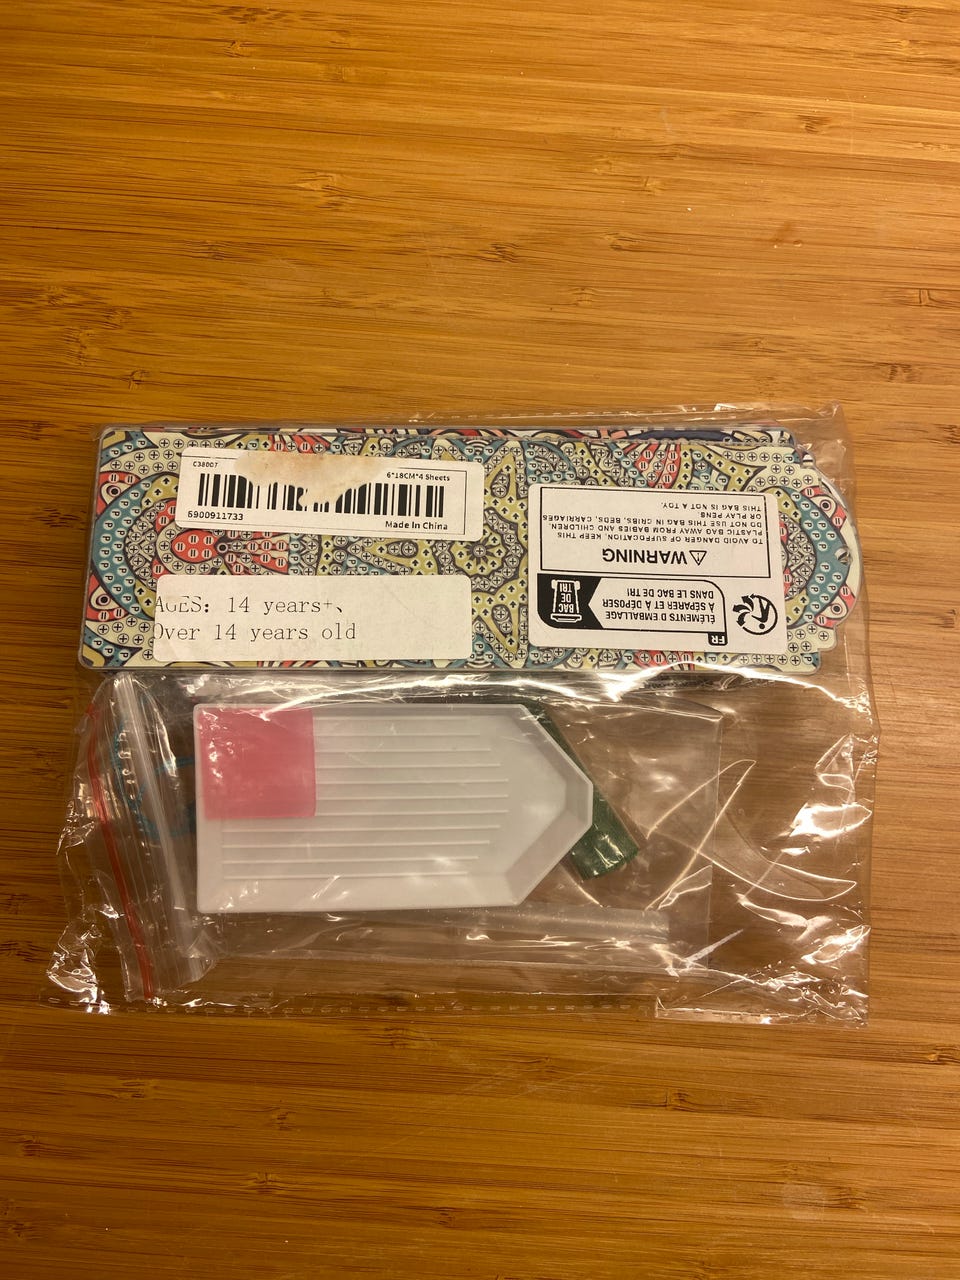 C38007
6*18CM*4 Sheets
6900911733
Made In China
AGES: 14 years+、
Over 14 years old
WARNING
TO AVOID DANGER OF SUFFOCATION, KEEP THIS
PLASTIC BAG AWAY FROM BABIES AND CHILDREN.
DO NOT USE THIS BAG IN CRIBS, BEDS, CARRIAGES
OR PLAY PENS.
THIS BAG IS NOT A TOY.
FR
ÉLÉMENTS D'EMBALLAGE
À SÉPARER ET À DÉPOSER
DANS LE BAC DE TRI
BAC
DE
TRI